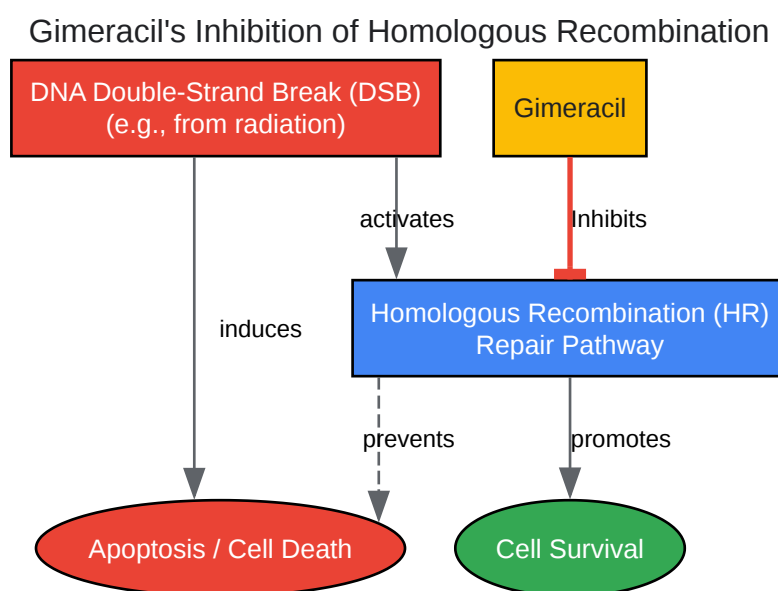 Gimeracil's Inhibition of Homologous Recombination
DNA Double-Strand Break (DSB)
(e.g., from radiation)
Gimeracil
activates
Inhibits
Homologous Recombination (HR)
Repair Pathway
induces
prevents
promotes
Apoptosis / Cell Death
Cell Survival